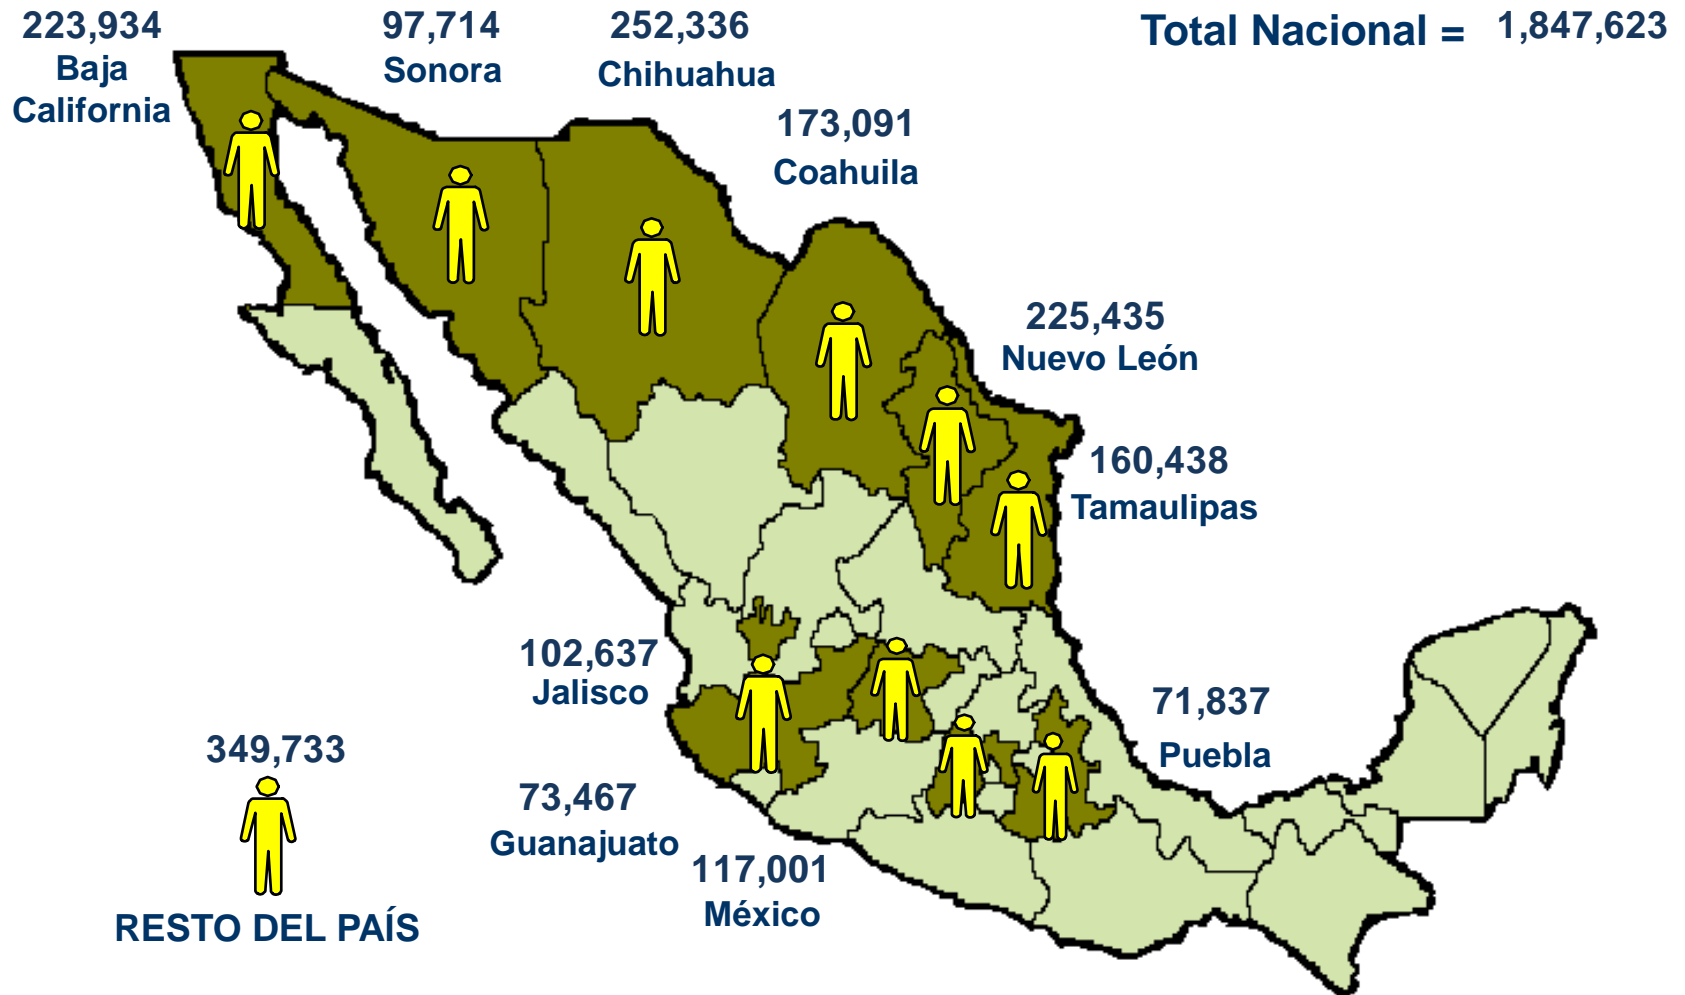 223,934
Baja
California
97,714
Sonora
252,336
Chihuahua
Total Nacional = 1,847,623
173,091
Coahuila
225,435
Nuevo León
160,438
Tamaulipas
102,637
Jalisco
71,837
Puebla
349,733
RESTO DEL PAÍS
73,467
Guanajuato
117,001
México